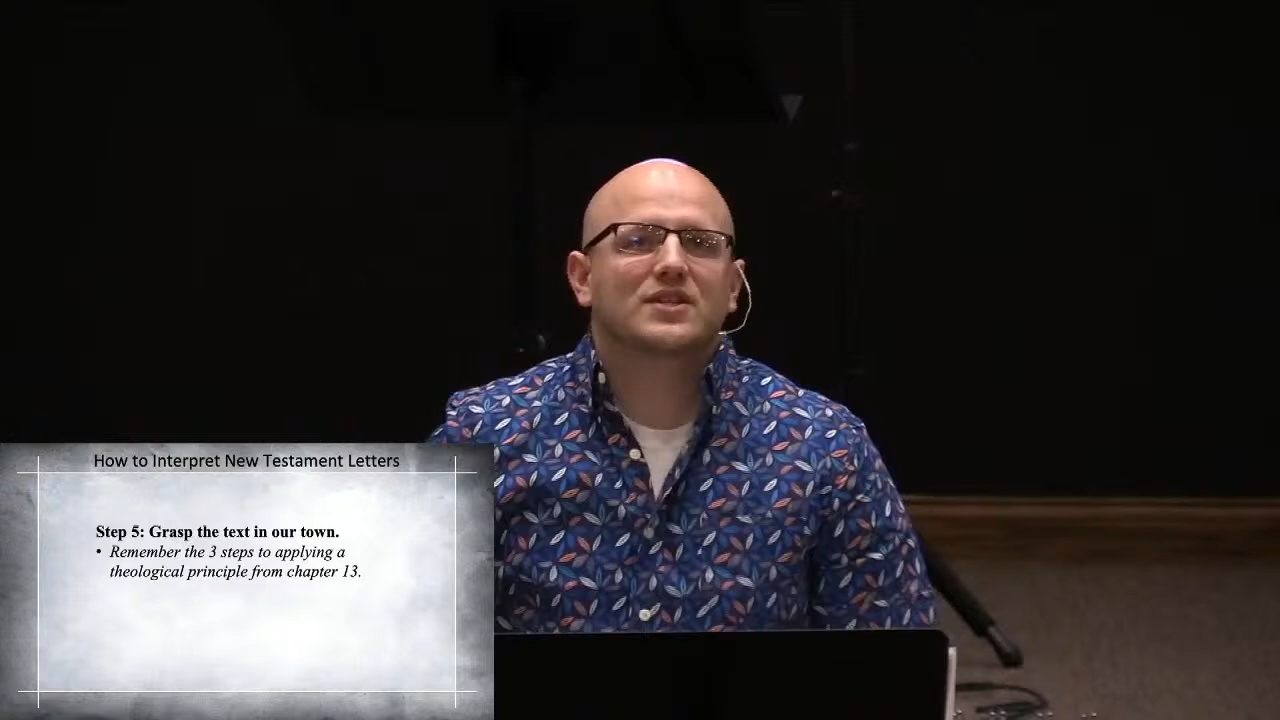 How to Interpret New Testament Letters
Step 5: Grasp the text in our town.
• Remember the 3 steps to applying a
theological principle from chapter 13.